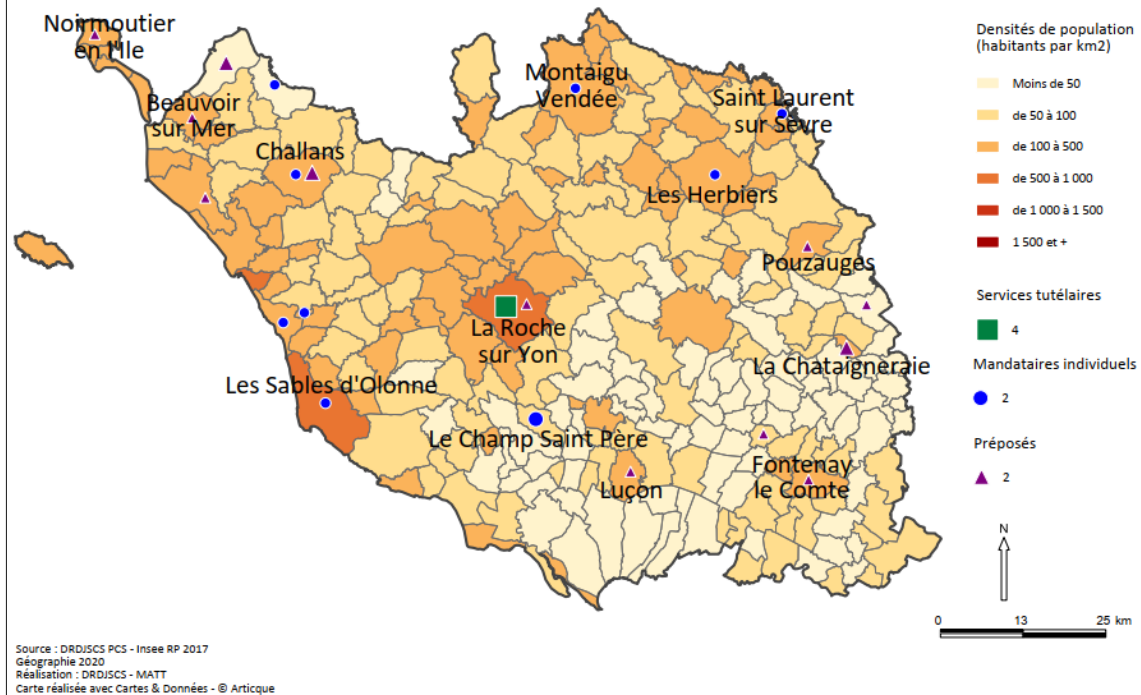 Noirmoutier
en l'Ile
Beauvoir
sur Mer
Challans
Montaigu
Vendée
Saint Laurent
sur Sèvre
Les Herbiers
Pouzauges
La Roche
sur Yon
La Chataigneraie
Les Sables d'Olonne
Le Champ Saint Père
Luçon
Fontenay
le Comte
Densités de population
(habitants par km2)
Moins de 50
de 50 à 100
de 100 à 500
de 500 à 1 000
de 1 000 à 1 500
1 500 et +
Services tutélaires
4
Mandataires individuels
2
Préposés
2
N
0 13 25 km
Source : DRDJSCS PCS - Insee RP 2017
Géographie 2020
Réalisation : DRDJSCS - MATT
Carte réalisée avec Cartes & Données - © Articque